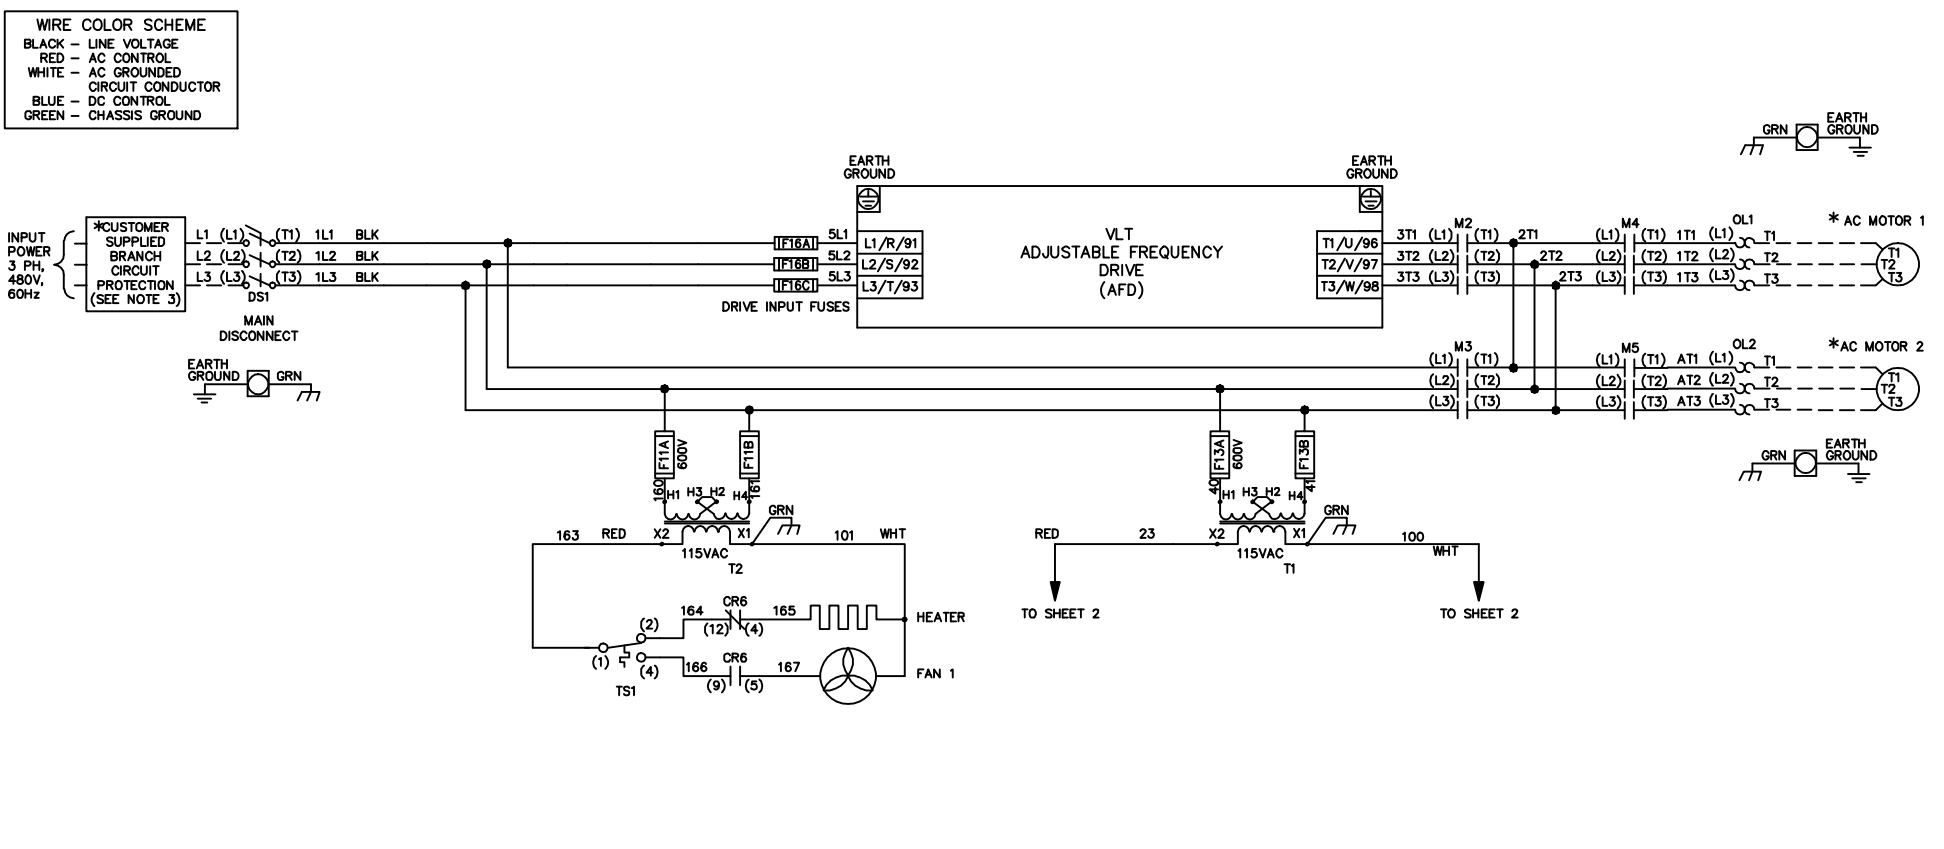 WIRE COLOR SCHEME
BLACK – LINE VOLTAGE
RED – AC CONTROL
WHITE – AC GROUNDED
CIRCUIT CONDUCTOR
BLUE – DC CONTROL
GREEN – CHASSIS GROUND
GRN
EARTH
GROUND
EARTH
GROUND
EARTH
GROUND
INPUT
POWER
3 PH,
480V,
60Hz
*CUSTOMER
SUPPLIED
BRANCH
CIRCUIT
PROTECTION
(SEE NOTE 3)
L1 (L1) (T1) 1L1 BLK
L2 (L2) (T2) 1L2 BLK
L3 (L3) (T3) 1L3 BLK
DS1
MAIN
DISCONNECT
EARTH
GROUND
GRN
F16A 5L1 L1/R/91
F16B 5L2 L2/S/92
F16C 5L3 L3/T/93
DRIVE INPUT FUSES
VLT
ADJUSTABLE FREQUENCY
DRIVE
(AFD)
M2
M4
OL1
* AC MOTOR 1
T1/U/96 3T1 (L1) (T1) 2T1 (L1) (T1) 1T1 (L1) T1
T2/V/97 3T2 (L2) (T2) 2T2 (L2) (T2) 1T2 (L2) T2
T3/W/98 3T3 (L3) (T3) 2T3 (L3) (T3) 1T3 (L3) T3
T1
T2
T3
M3
M5
OL2
*AC MOTOR 2
(L1) (T1) (L1) (T1) AT1 (L1) T1
(L2) (T2) (L2) (T2) AT2 (L2) T2
(L3) (T3) (L3) (T3) AT3 (L3) T3
T1
T2
T3
GRN
EARTH
GROUND
F11A
600V
F11B
160
161
H1 H3 H2 H4
GRN
163 RED X2 X1 101 WHT
115VAC
T2
F13A
600V
F13B
40
41
H1 H3 H2 H4
GRN
RED 23 X2 X1 100
WHT
115VAC
T1
TO SHEET 2
TO SHEET 2
CR6
164 165
(12) (4)
HEATER
(2)
(1)
(4)
TS1
CR6
166 167
(9) (5)
FAN 1